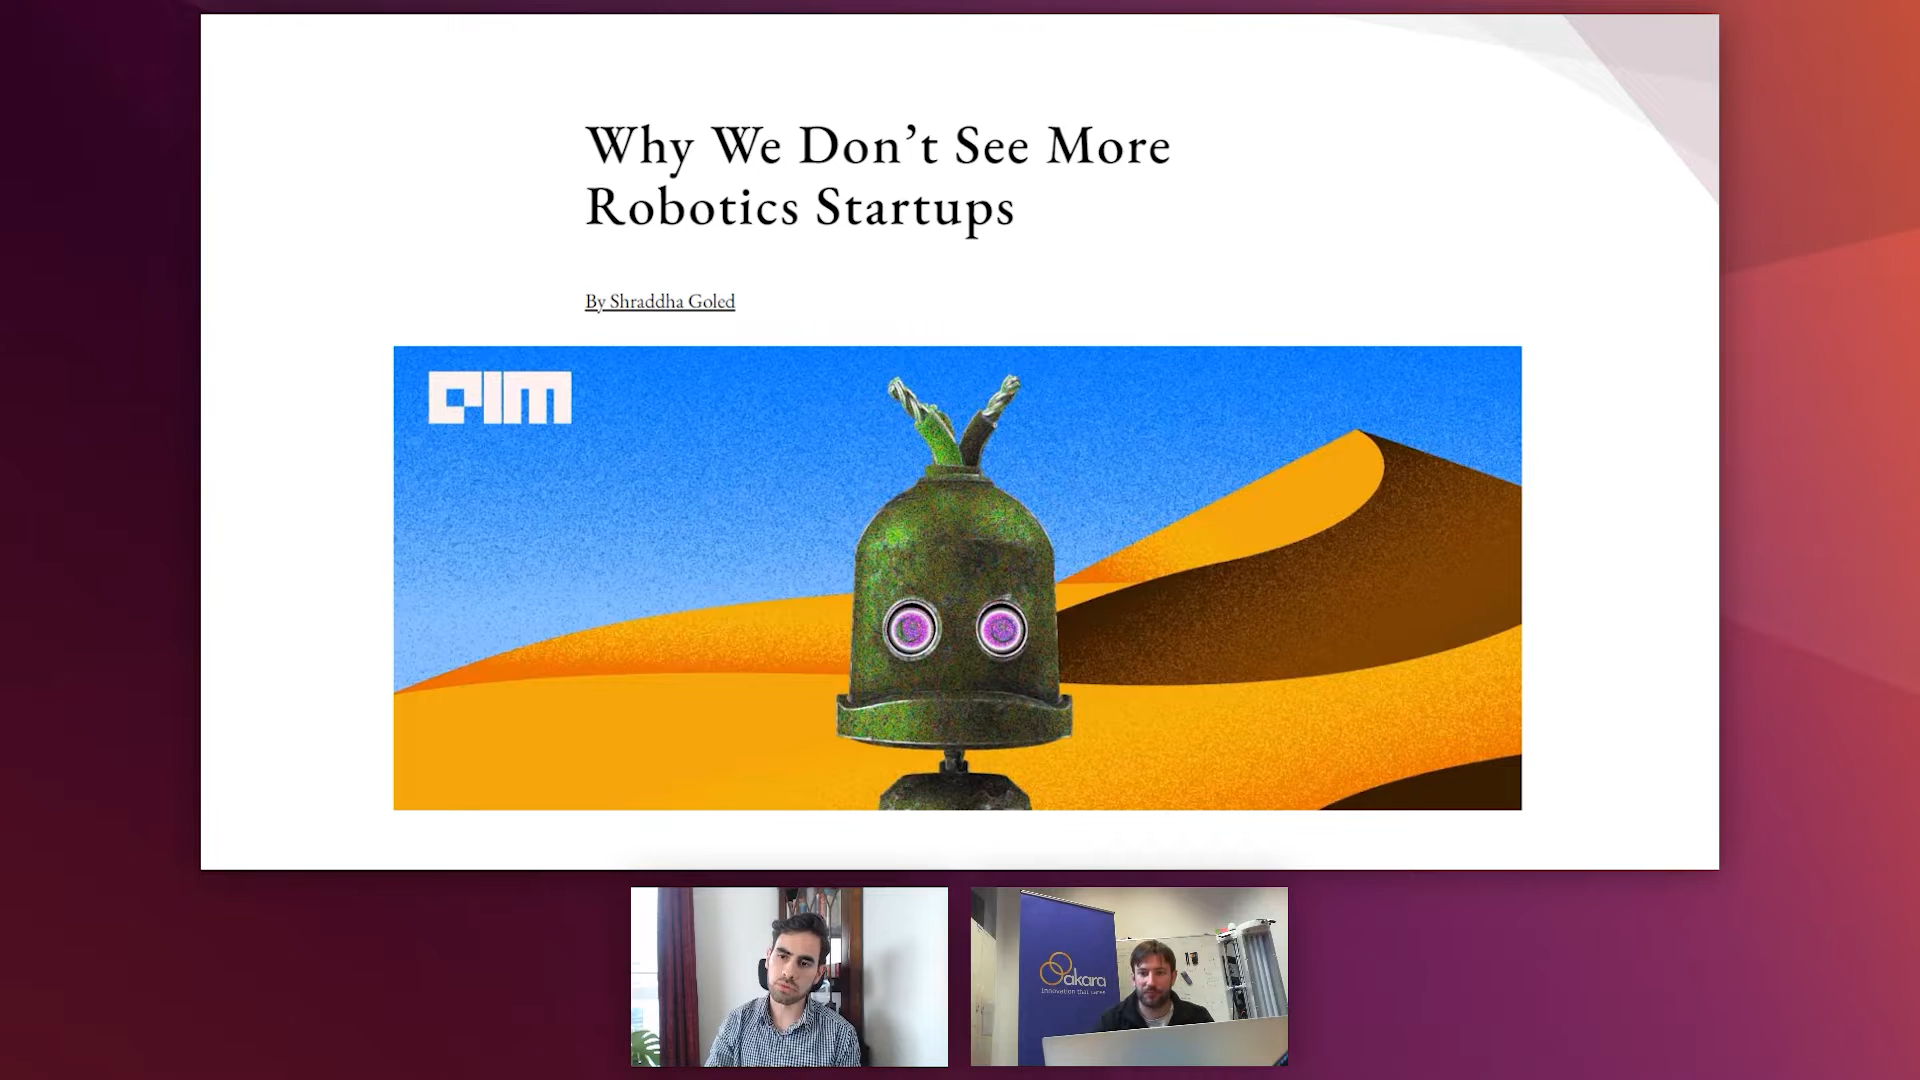 Why We Don’t See More
Robotics Startups
By Shraddha Goled
AIM
akara
innovation that cares